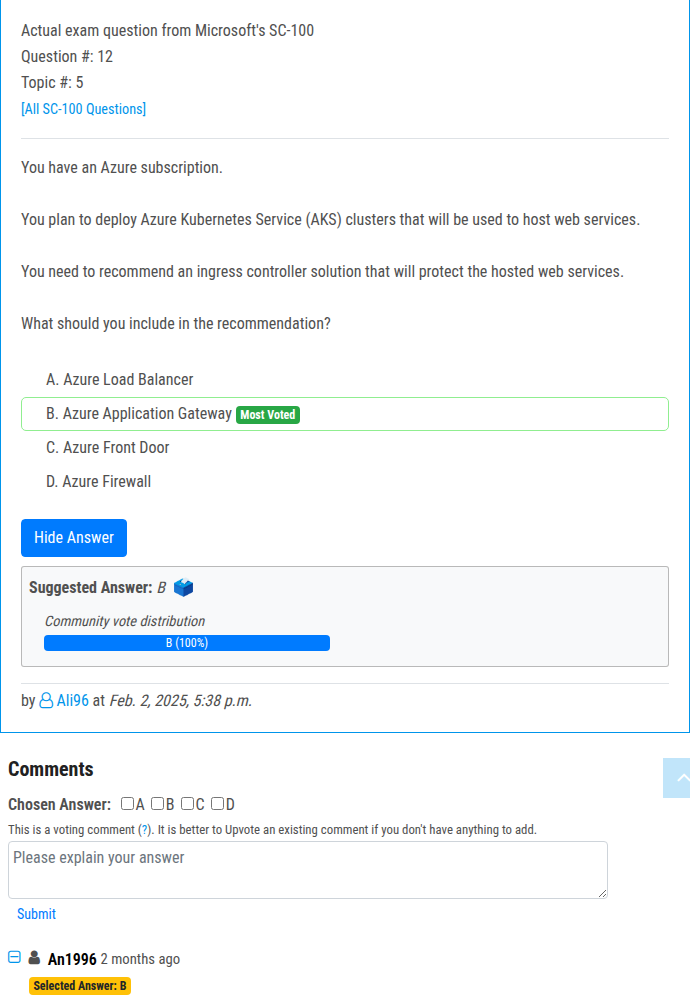 Actual exam question from Microsoft's SC-100
Question #: 12
Topic #: 5
[All SC-100 Questions]
You have an Azure subscription.
You plan to deploy Azure Kubernetes Service (AKS) clusters that will be used to host web services.
You need to recommend an ingress controller solution that will protect the hosted web services.
What should you include in the recommendation?
A. Azure Load Balancer
B. Azure Application Gateway Most Voted
C. Azure Front Door
D. Azure Firewall
Hide Answer
Suggested Answer: B
Community vote distribution
B (100%)
by Ali96 at Feb. 2, 2025, 5:38 p.m.
Comments
Chosen Answer: A B C D
This is a voting comment (?). It is better to Upvote an existing comment if you don't have anything to add.
Please explain your answer
Submit
An1996 2 months ago
Selected Answer: B